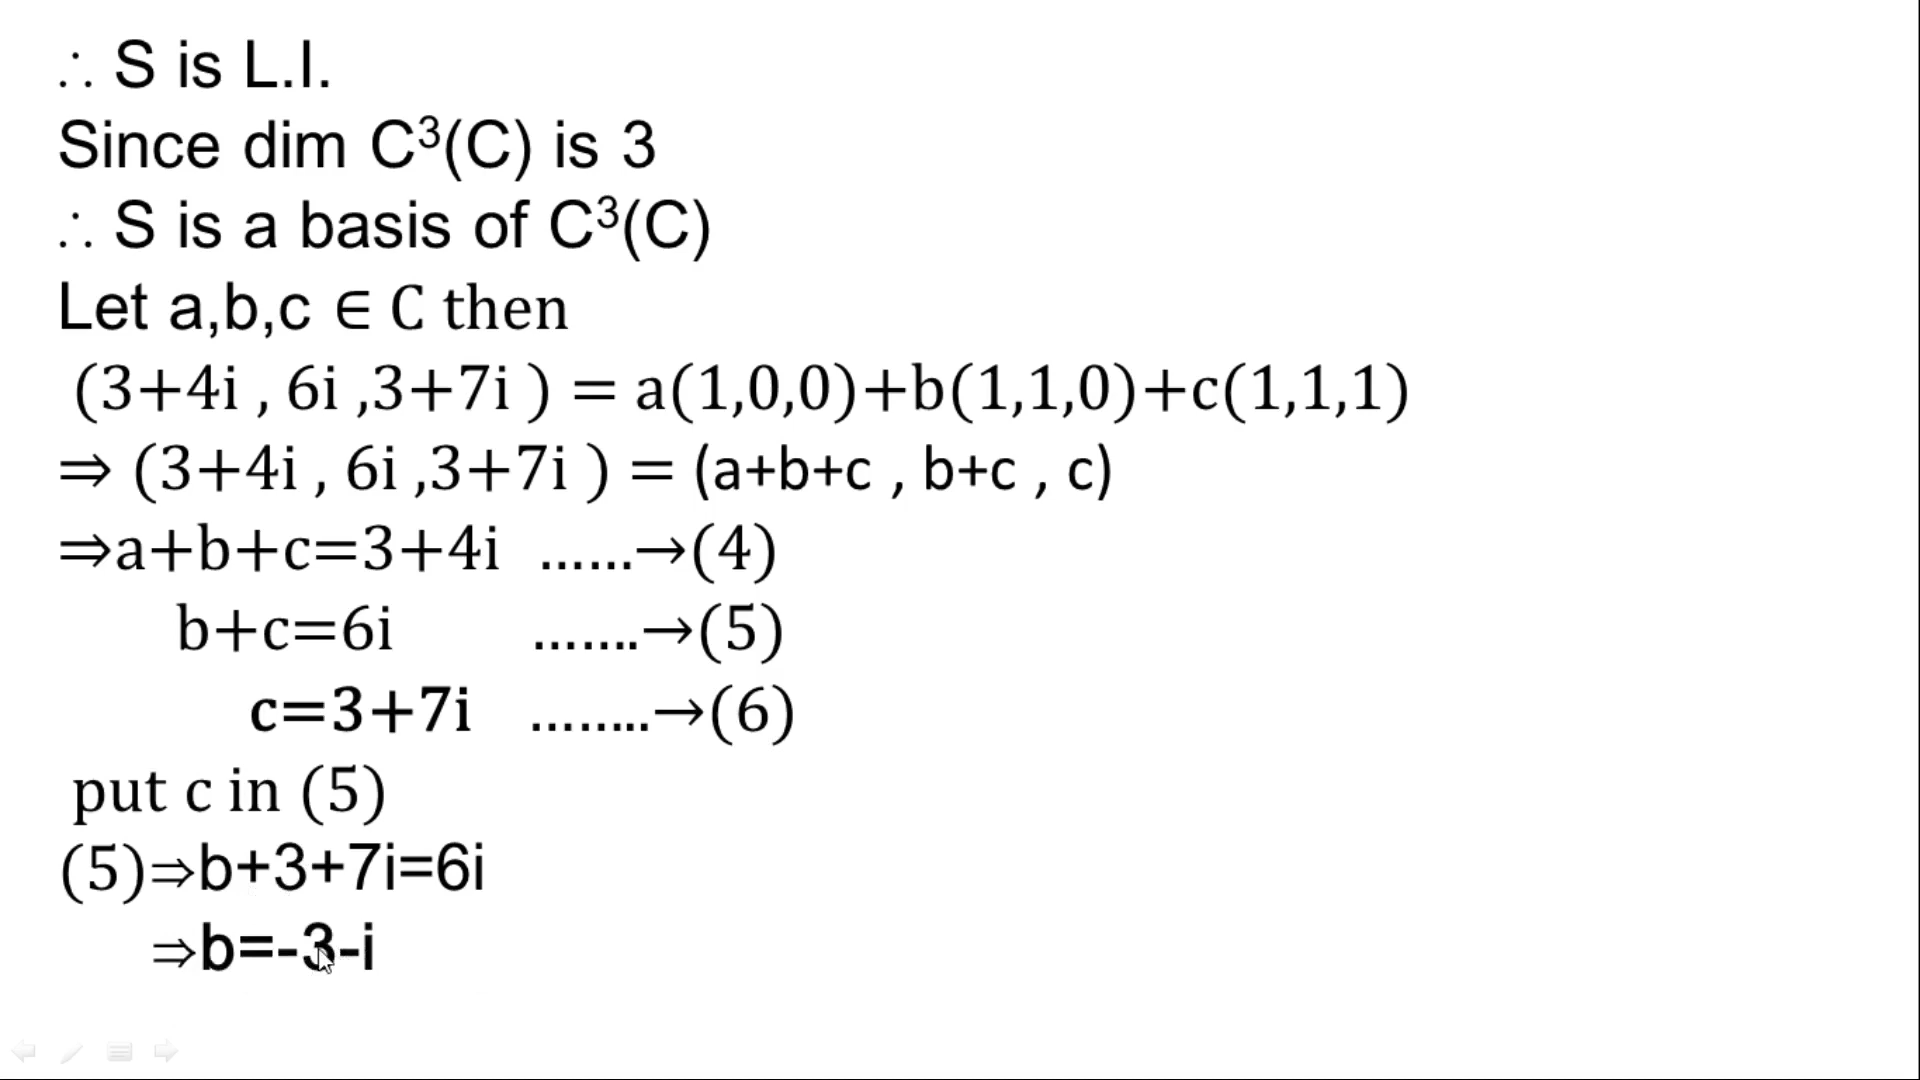 ∴ S is L.I.
Since dim C³(C) is 3
∴ S is a basis of C³(C)
Let a,b,c ∈ C then
(3+4i , 6i ,3+7i ) = a(1,0,0)+b(1,1,0)+c(1,1,1)
⇒ (3+4i , 6i ,3+7i ) = (a+b+c , b+c , c)
⇒a+b+c=3+4i ......→(4)
b+c=6i .......→(5)
c=3+7i ........→(6)
put c in (5)
(5)⇒b+3+7i=6i
⇒b=-3-i